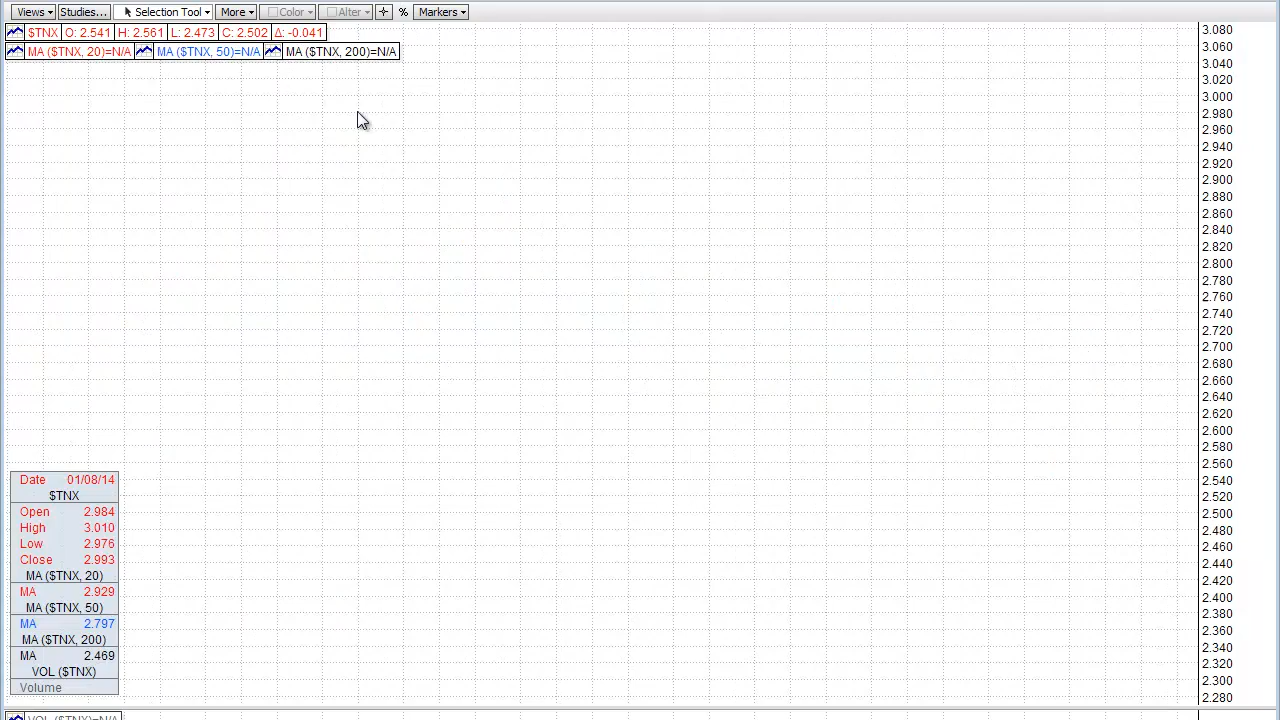 Views Studies... Selection Tool More Color Alter % Markers
$TNX O: 2.541 H: 2.561 L: 2.473 C: 2.502 Δ: -0.041
MA ($TNX, 20)=N/A MA ($TNX, 50)=N/A MA ($TNX, 200)=N/A
3.080
3.060
3.040
3.020
3.000
2.980
2.960
2.940
2.920
2.900
2.880
2.860
2.840
2.820
2.800
2.780
2.760
2.740
2.720
2.700
2.680
2.660
2.640
2.620
2.600
2.580
2.560
2.540
2.520
2.500
2.480
2.460
2.440
2.420
2.400
2.380
2.360
2.340
2.320
2.300
2.280
Date 01/08/14
$TNX
Open 2.984
High 3.010
Low 2.976
Close 2.993
MA ($TNX, 20)
MA 2.929
MA ($TNX, 50)
MA 2.797
MA ($TNX, 200)
MA 2.469
VOL ($TNX)
Volume
VOL ($TNX)=N/A